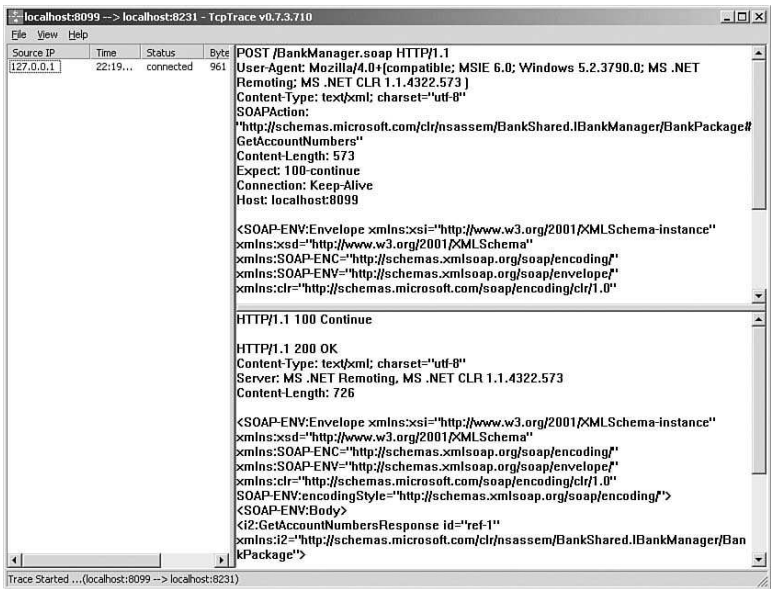 localhost:8099 --> localhost:8231 - TcpTrace v0.7.3.710
File View Help
Source IP Time Status Byte
127.0.0.1 22:19... connected 961
POST /BankManager.soap HTTP/1.1
User-Agent: Mozilla/4.0+(compatible; MSIE 6.0; Windows 5.2.3790.0; MS .NET
Remoting; MS .NET CLR 1.1.4322.573 )
Content-Type: text/xml; charset="utf-8"
SOAPAction:
"http://schemas.microsoft.com/clr/nsassem/BankShared.IBankManager/BankPackage#
GetAccountNumbers"
Content-Length: 573
Expect: 100-continue
Connection: Keep-Alive
Host: localhost:8099
<SOAP-ENV:Envelope xmlns:xsi="http://www.w3.org/2001/XMLSchema-instance"
xmlns:xsd="http://www.w3.org/2001/XMLSchema"
xmlns:SOAP-ENC="http://schemas.xmlsoap.org/soap/encoding/"
xmlns:SOAP-ENV="http://schemas.xmlsoap.org/soap/envelope/"
xmlns:clr="http://schemas.microsoft.com/soap/encoding/clr/1.0"
HTTP/1.1 100 Continue
HTTP/1.1 200 OK
Content-Type: text/xml; charset="utf-8"
Server: MS .NET Remoting, MS .NET CLR 1.1.4322.573
Content-Length: 726
<SOAP-ENV:Envelope xmlns:xsi="http://www.w3.org/2001/XMLSchema-instance"
xmlns:xsd="http://www.w3.org/2001/XMLSchema"
xmlns:SOAP-ENC="http://schemas.xmlsoap.org/soap/encoding/"
xmlns:SOAP-ENV="http://schemas.xmlsoap.org/soap/envelope/"
xmlns:clr="http://schemas.microsoft.com/soap/encoding/clr/1.0"
SOAP-ENV:encodingStyle="http://schemas.xmlsoap.org/soap/encoding/">
<SOAP-ENV:Body>
<i2:GetAccountNumbersResponse id="ref-1"
xmlns:i2="http://schemas.microsoft.com/clr/nsassem/BankShared.IBankManager/Ban
kPackage">
Trace Started ...(localhost:8099 --> localhost:8231)